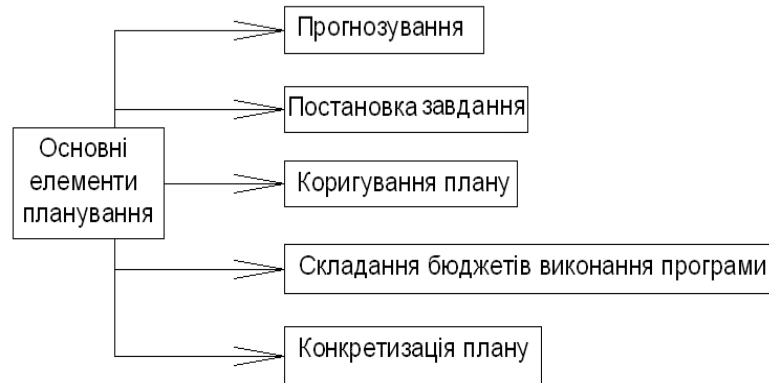 Прогнозування
Постановка завдання
Основні
елементи
планування
Коригування плану
Складання бюджетів виконання програми
Конкретизація плану